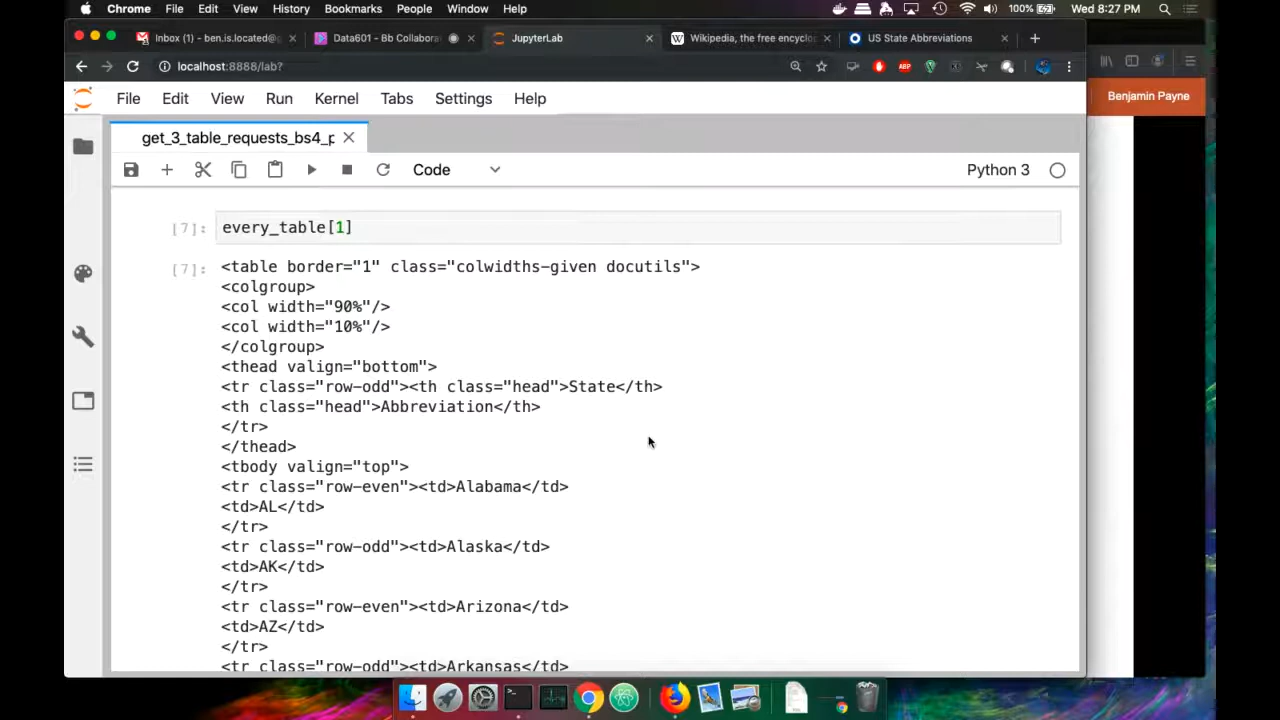 Chrome File Edit View History Bookmarks People Window Help 100% Wed 8:27 PM
Inbox (1) - ben.is.located@ Data601 - Bb Collabora JupyterLab Wikipedia, the free encyclo US State Abbreviations
localhost:8888/lab? ABP
File Edit View Run Kernel Tabs Settings Help Benjamin Payne
get_3_table_requests_bs4_p
Code Python 3
[7]: every_table[1]
[7]: <table border="1" class="colwidths-given docutils">
<colgroup>
<col width="90%"/>
<col width="10%"/>
</colgroup>
<thead valign="bottom">
<tr class="row-odd"><th class="head">State</th>
<th class="head">Abbreviation</th>
</tr>
</thead>
<tbody valign="top">
<tr class="row-even"><td>Alabama</td>
<td>AL</td>
</tr>
<tr class="row-odd"><td>Alaska</td>
<td>AK</td>
</tr>
<tr class="row-even"><td>Arizona</td>
<td>AZ</td>
</tr>
<tr class="row-odd"><td>Arkansas</td>